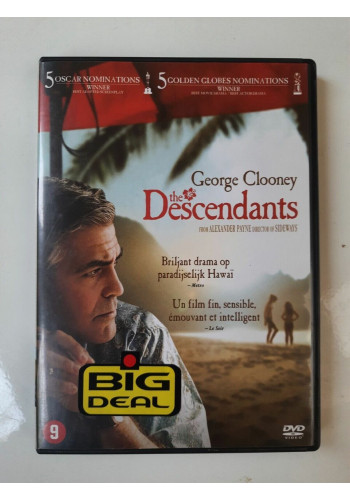 5 OSCAR NOMINATIONS
WINNER
5 GOLDEN GLOBES NOMINATIONS
WINNER
George Clooney
the
Descendants
FROM ALEXANDER PAYNE DIRECTOR OF SIDEWAYS
Briljant drama op
paradijselijk Hawaï
– Metro
Un film fin, sensible,
émouvant et intelligent
– Le Soir
BIG
DEAL
9
DVD
VIDEO